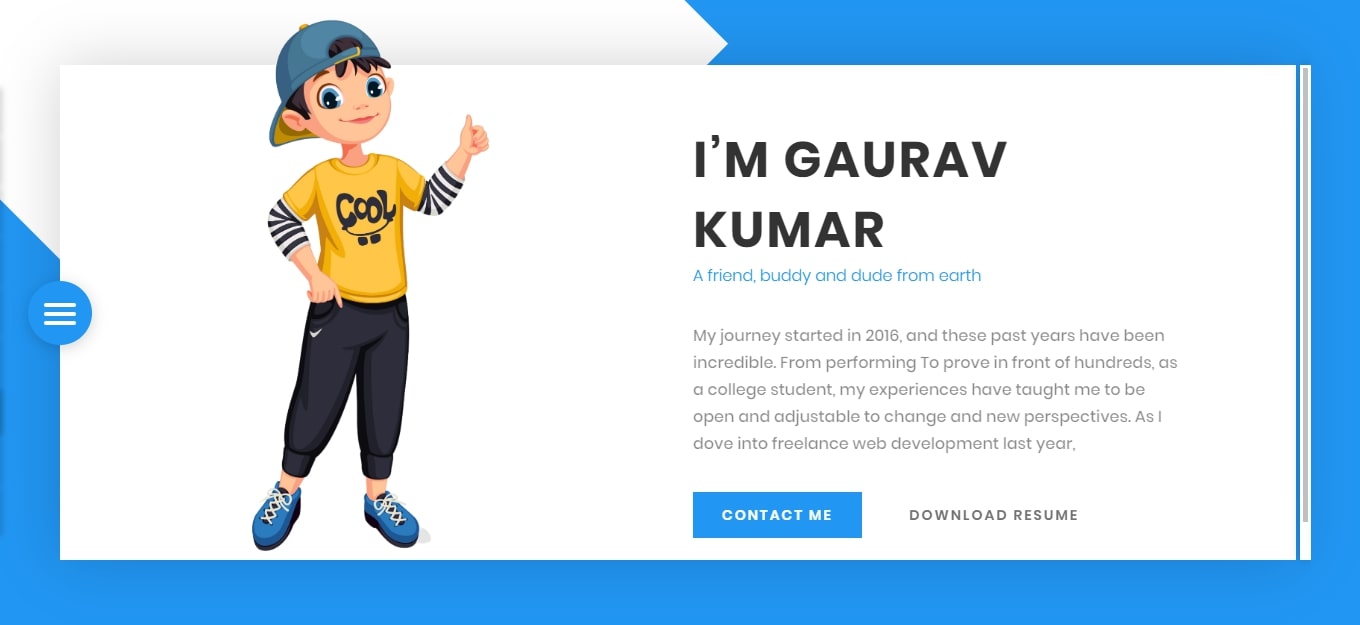 COOL
I’M GAURAV
KUMAR
A friend, buddy and dude from earth
My journey started in 2016, and these past years have been
incredible. From performing To prove in front of hundreds, as
a college student, my experiences have taught me to be
open and adjustable to change and new perspectives. As I
dove into freelance web development last year,
CONTACT ME
DOWNLOAD RESUME